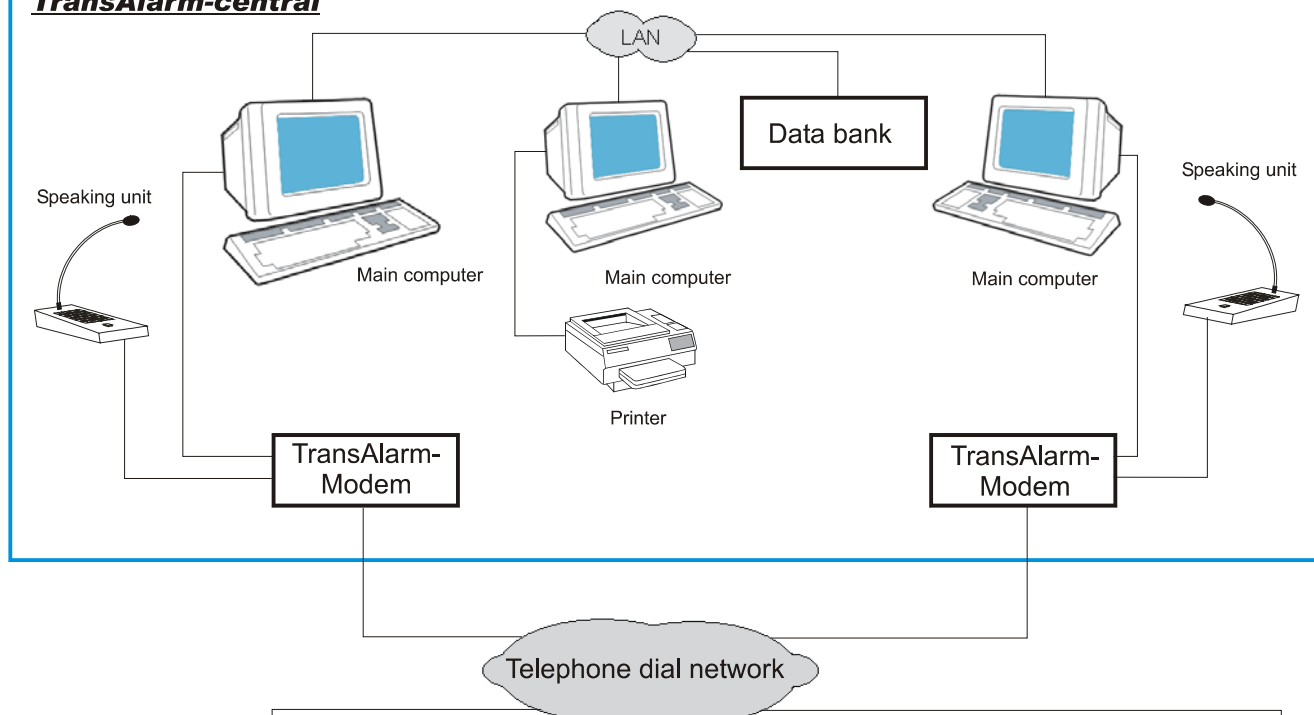 TransAlarm-central
LAN
Data bank
Speaking unit
Speaking unit
Main computer
Main computer
Main computer
Printer
TransAlarm-
Modem
TransAlarm-
Modem
Telephone dial network